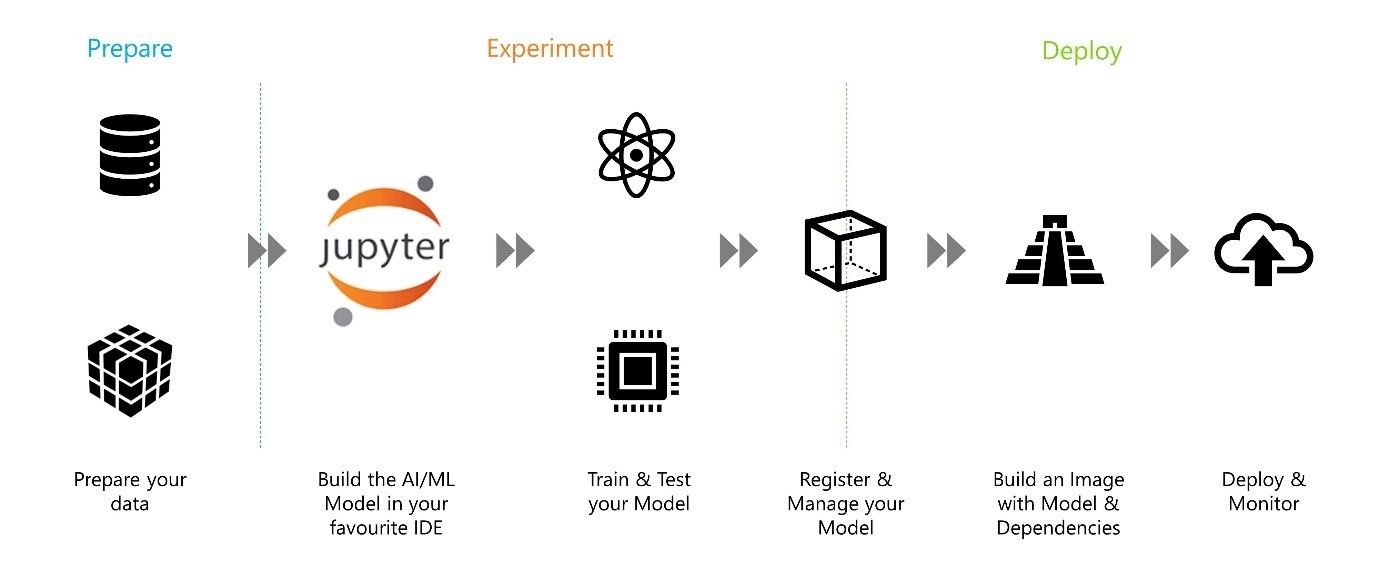 Prepare
Experiment
Deploy
jupyter
Prepare your
data
Build the AI/ML
Model in your
favourite IDE
Train & Test
your Model
Register &
Manage your
Model
Build an Image
with Model &
Dependencies
Deploy &
Monitor